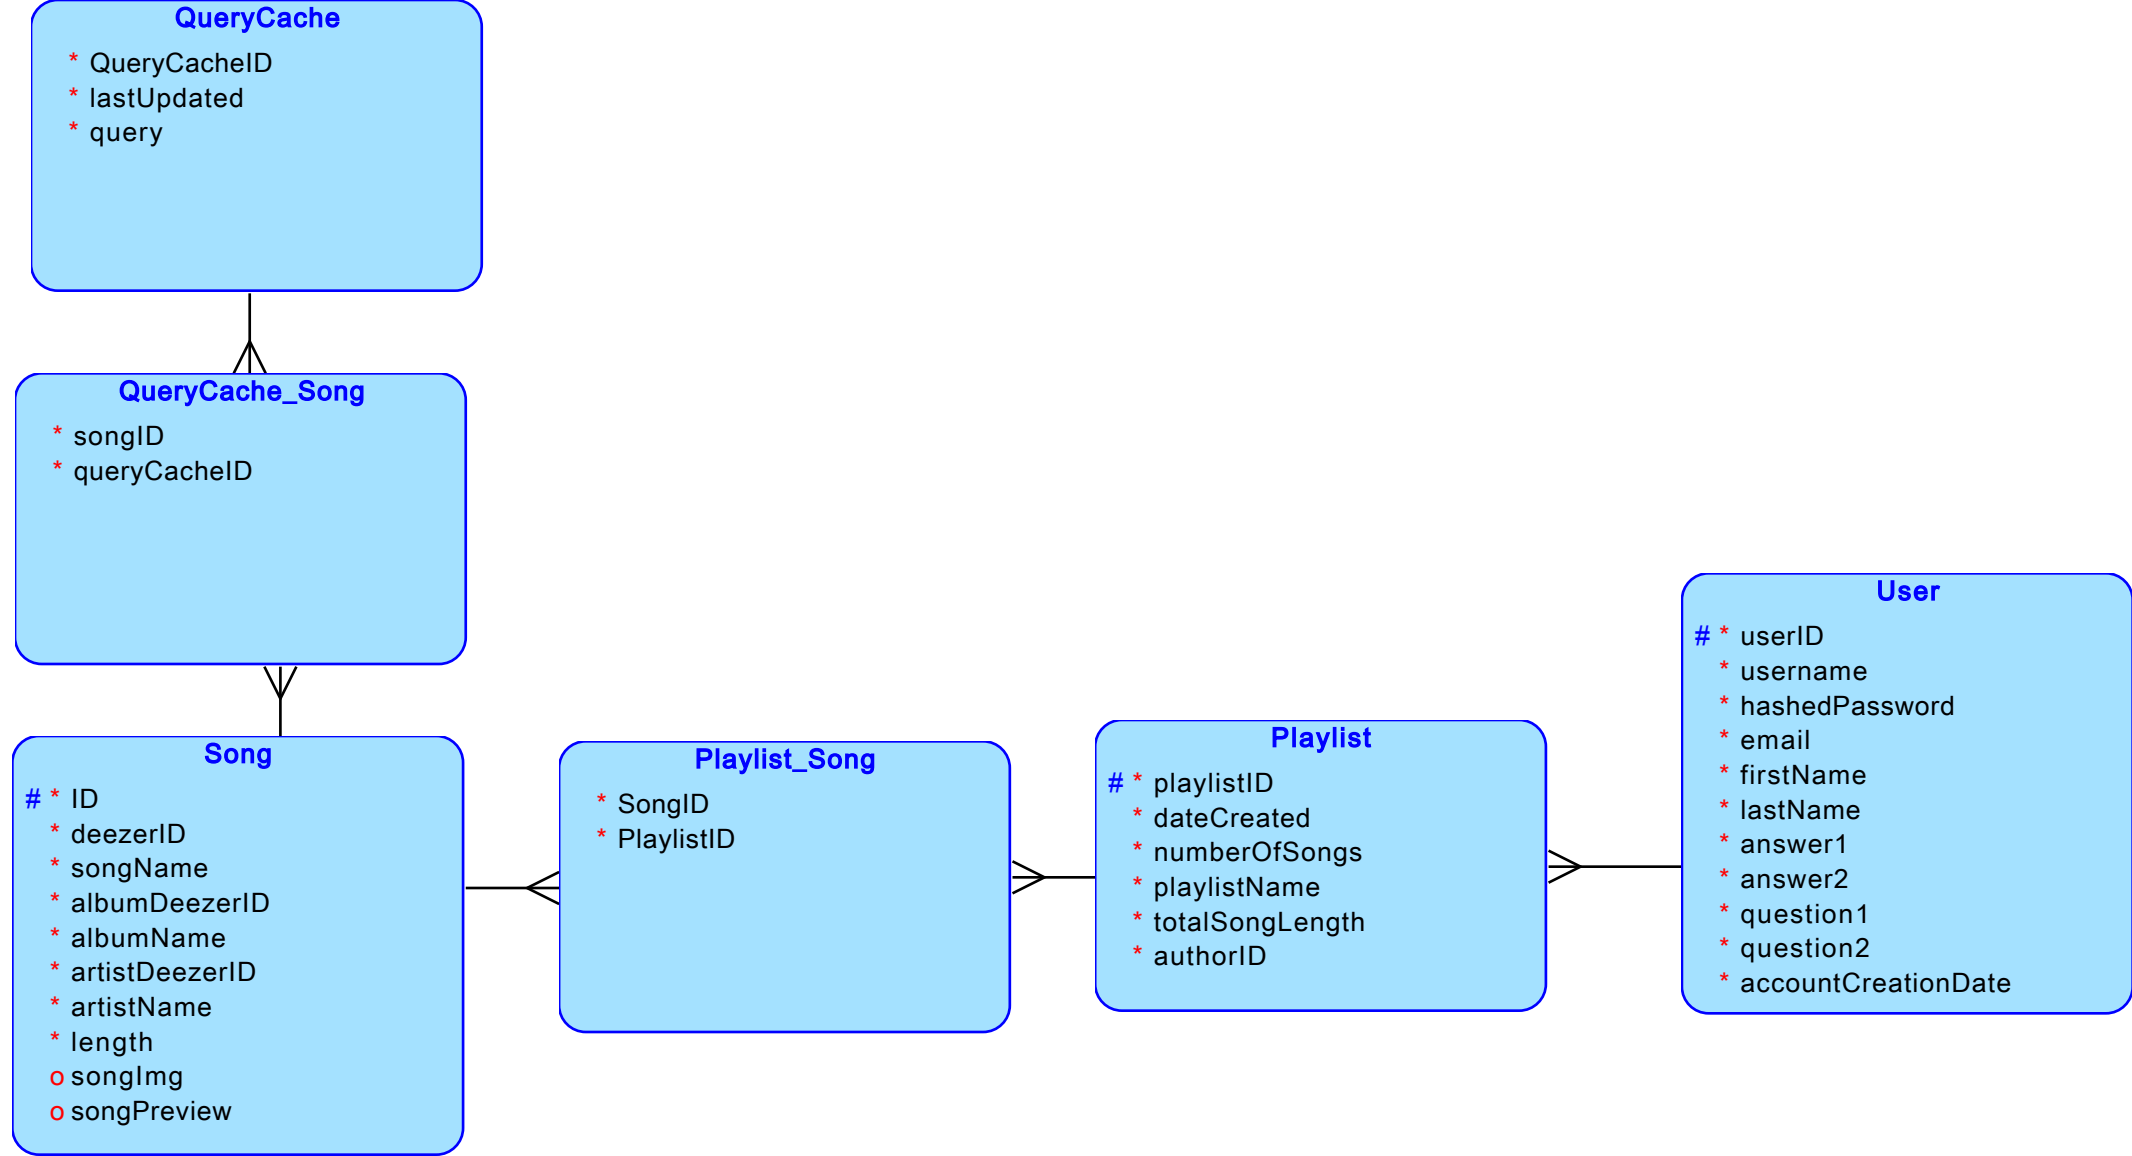 QueryCache
* QueryCacheID
* lastUpdated
* query
QueryCache_Song
* songID
* queryCacheID
Song
# * ID
* deezerID
* songName
* albumDeezerID
* albumName
* artistDeezerID
* artistName
* length
o songImg
o songPreview
Playlist_Song
* SongID
* PlaylistID
Playlist
# * playlistID
* dateCreated
* numberOfSongs
* playlistName
* totalSongLength
* authorID
User
# * userID
* username
* hashedPassword
* email
* firstName
* lastName
* answer1
* answer2
* question1
* question2
* accountCreationDate